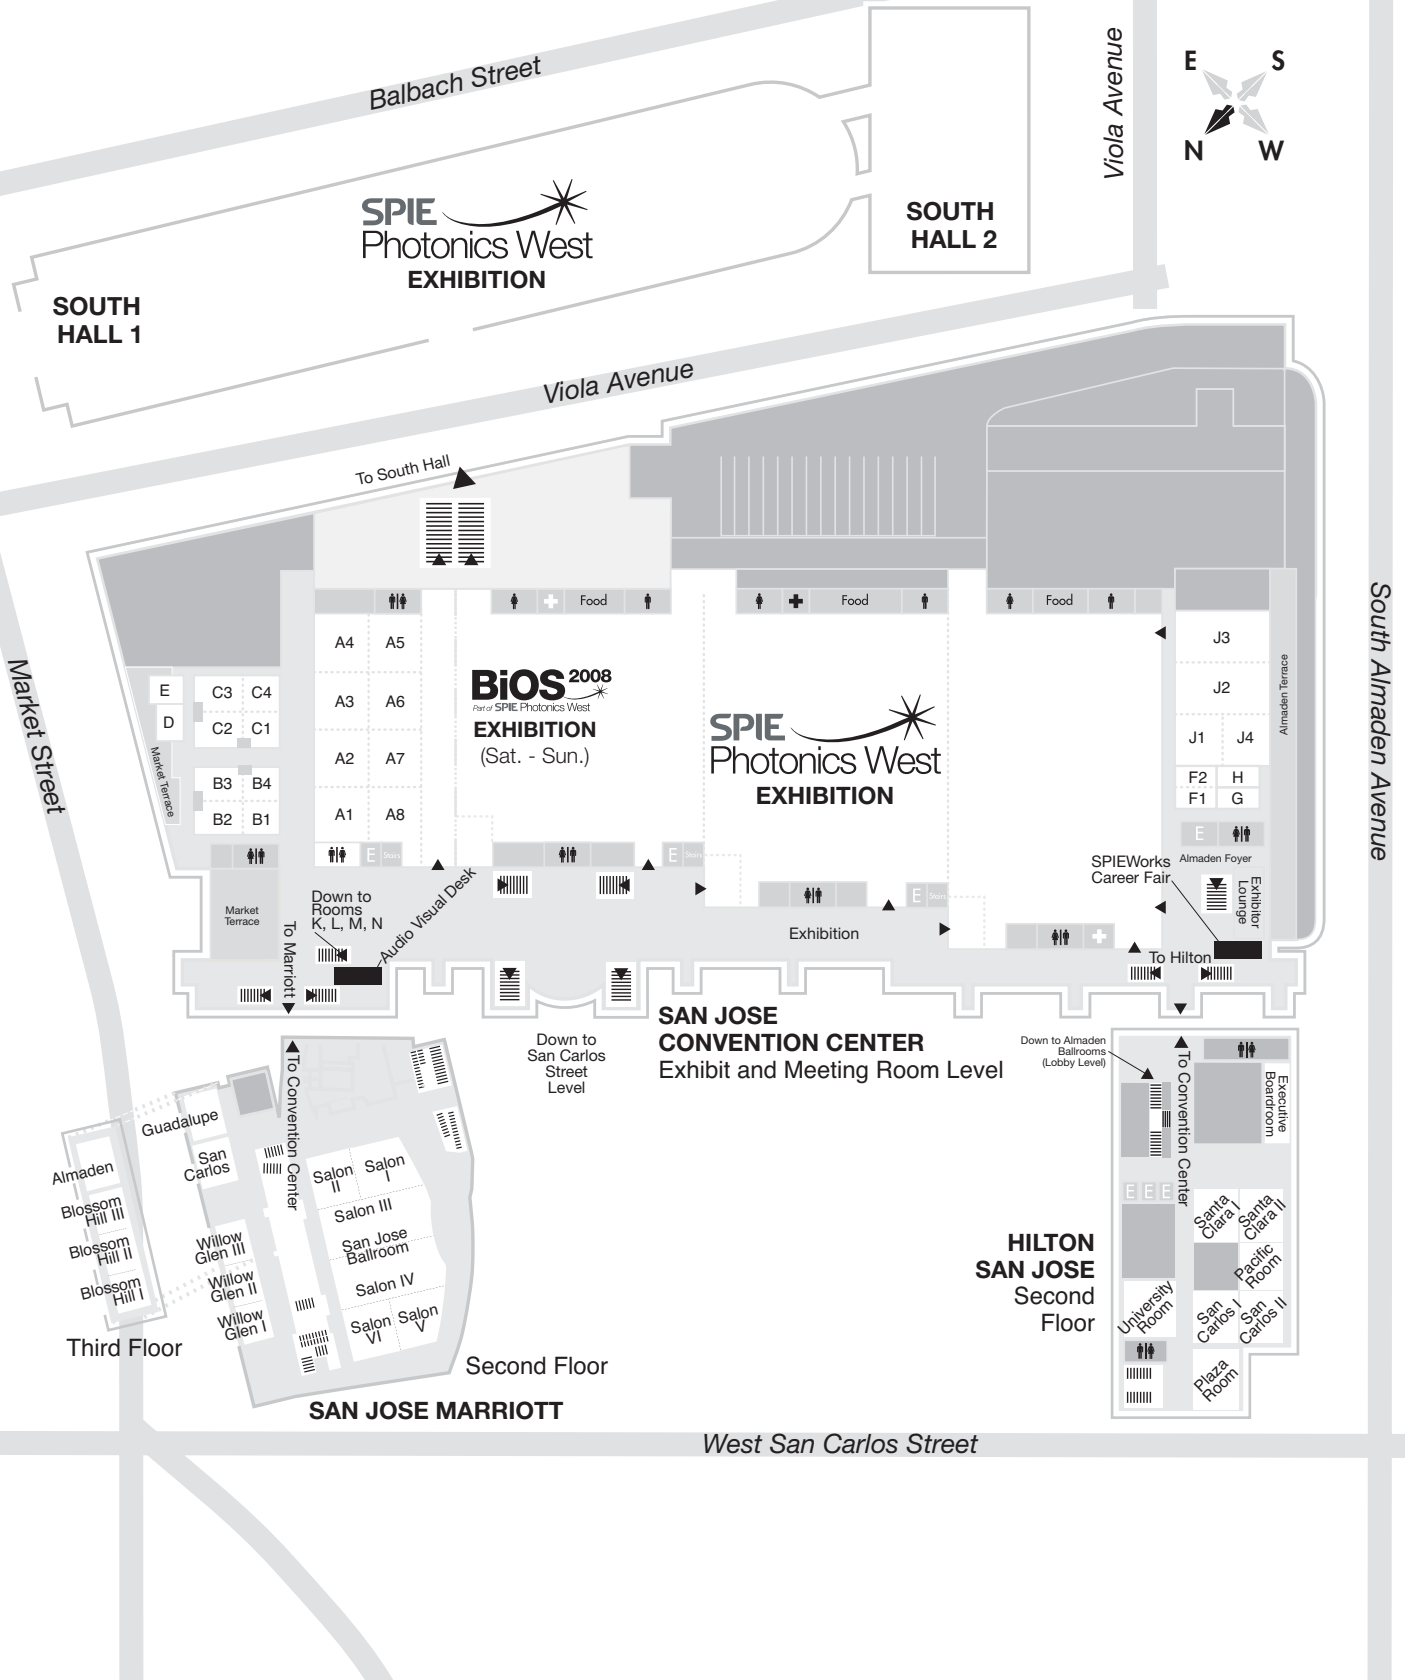 Balbach Street
Viola Avenue
E
S
N
W
SPIE
Photonics West
EXHIBITION
SOUTH
HALL 2
SOUTH
HALL 1
Viola Avenue
To South Hall
South Almaden Avenue
Market Street
Food
Food
Food
A4
A5
A3
A6
A2
A7
A1
A8
E
D
C3
C4
C2
C1
B3
B4
B2
B1
Market Terrace
BiOS 2008
Part of SPIE Photonics West
EXHIBITION
(Sat. - Sun.)
SPIE
Photonics West
EXHIBITION
J3
J2
J1
J4
F2
H
F1
G
Almaden Terrace
E
Stairs
E
Stairs
E
Stairs
E
Almaden Foyer
SPIEWorks
Career Fair
Exhibitor
Lounge
Market
Terrace
To Marriott
Down to
Rooms
K, L, M, N
Audio Visual Desk
Exhibition
To Hilton
Down to
San Carlos
Street
Level
SAN JOSE
CONVENTION CENTER
Exhibit and Meeting Room Level
Down to Almaden
Ballrooms
(Lobby Level)
To Convention Center
Executive
Boardroom
E E E
Santa
Clara I
Santa
Clara II
Pacific
Room
University
Room
San
Carlos I
San
Carlos II
Plaza
Room
HILTON
SAN JOSE
Second
Floor
To Convention Center
Guadalupe
San
Carlos
Almaden
Blossom
Hill III
Blossom
Hill II
Blossom
Hill I
Willow
Glen III
Willow
Glen II
Willow
Glen I
Salon
II
Salon
I
Salon III
San Jose
Ballroom
Salon IV
Salon
VI
Salon
V
Third Floor
Second Floor
SAN JOSE MARRIOTT
West San Carlos Street